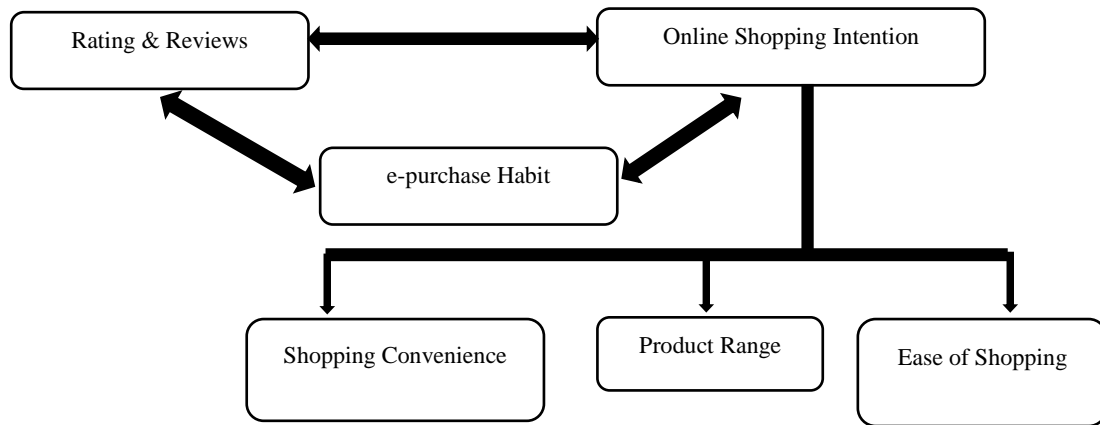 Rating & Reviews
Online Shopping Intention
e-purchase Habit
Shopping Convenience
Product Range
Ease of Shopping